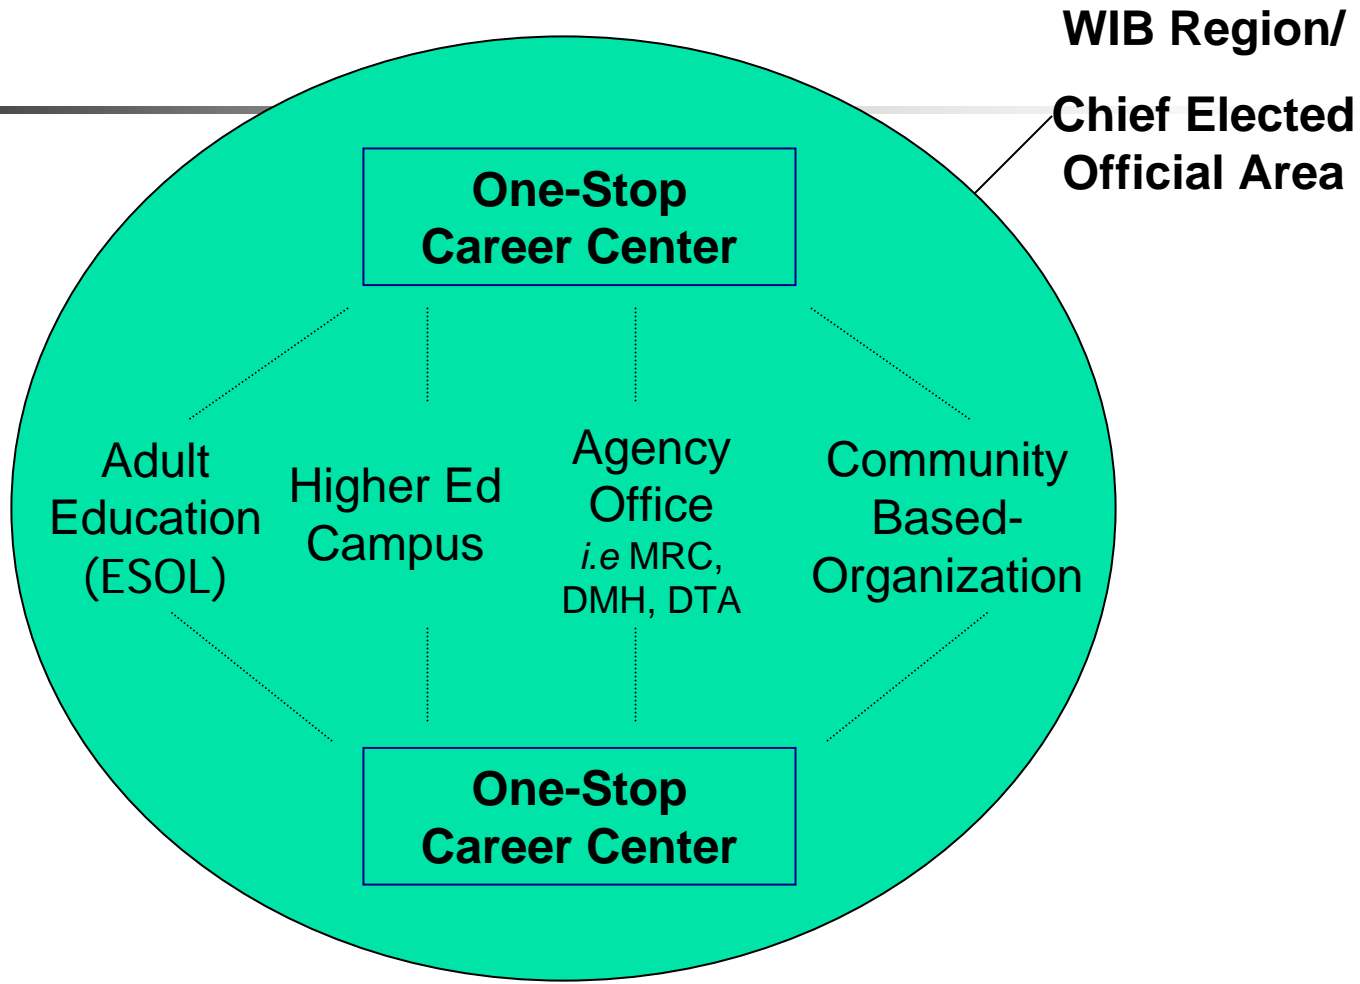 WIB Region/
Chief Elected
Official Area
One-Stop
Career Center
Adult
Education
(ESOL)
Higher Ed
Campus
Agency
Office
i.e MRC,
DMH, DTA
Community
Based-
Organization
One-Stop
Career Center